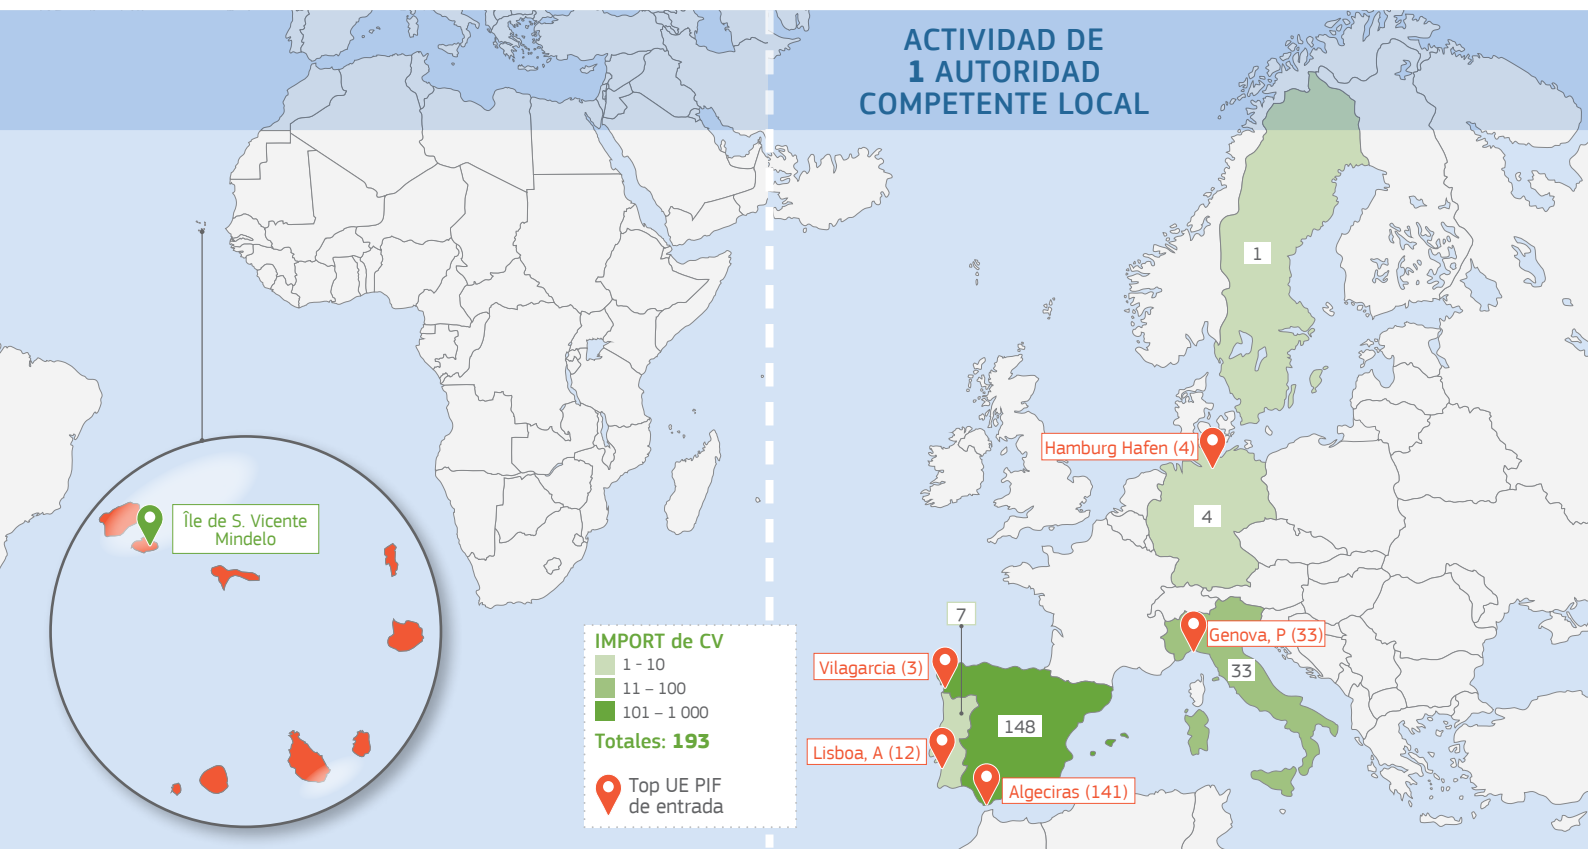 ACTIVIDAD DE
1 AUTORIDAD
COMPETENTE LOCAL
1
Hamburg Hafen (4)
4
Île de S. Vicente
Mindelo
7
Genova, P (33)
33
Vilagarcia (3)
148
Lisboa, A (12)
Algeciras (141)
IMPORT de CV
1 - 10
11 – 100
101 – 1 000
Totales: 193
Top UE PIF
de entrada